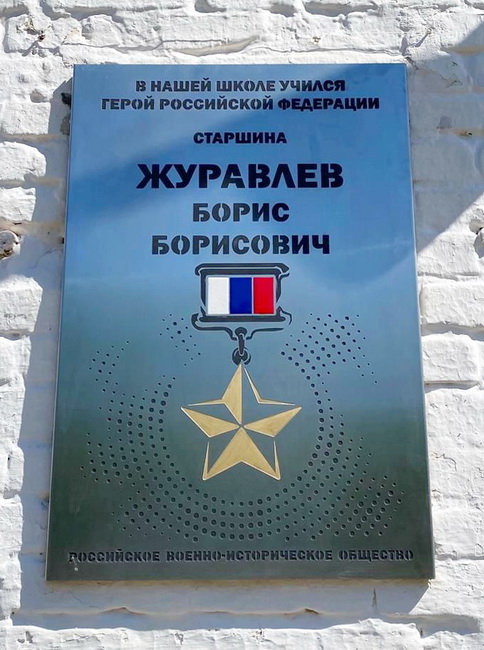 В НАШЕЙ ШКОЛЕ УЧИЛСЯ
ГЕРОЙ РОССИЙСКОЙ ФЕДЕРАЦИИ
СТАРШИНА
ЖУРАВЛЕВ
БОРИС
БОРИСОВИЧ
РОССИЙСКОЕ ВОЕННО-ИСТОРИЧЕСКОЕ ОБЩЕСТВО